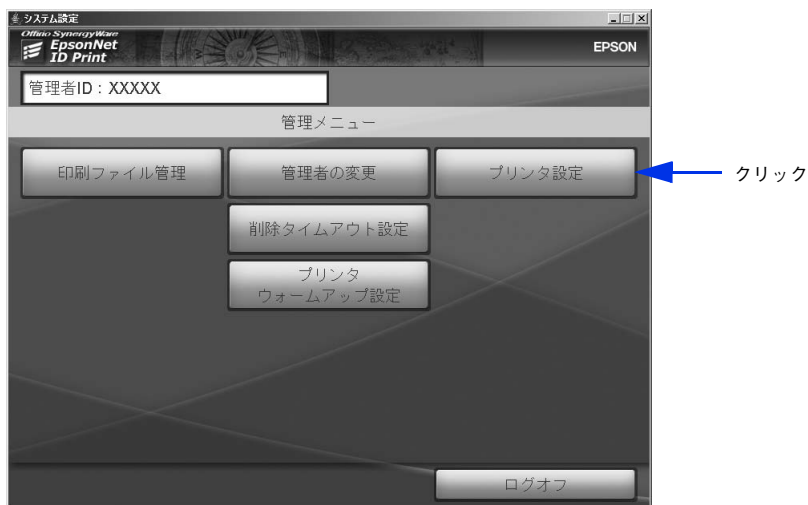 システム設定
Offirio SynergyWare
EpsonNet
ID Print
EPSON
管理者ID：XXXXX
管理メニュー
印刷ファイル管理
管理者の変更
プリンタ設定
クリック
削除タイムアウト設定
プリンタ
ウォームアップ設定
ログオフ